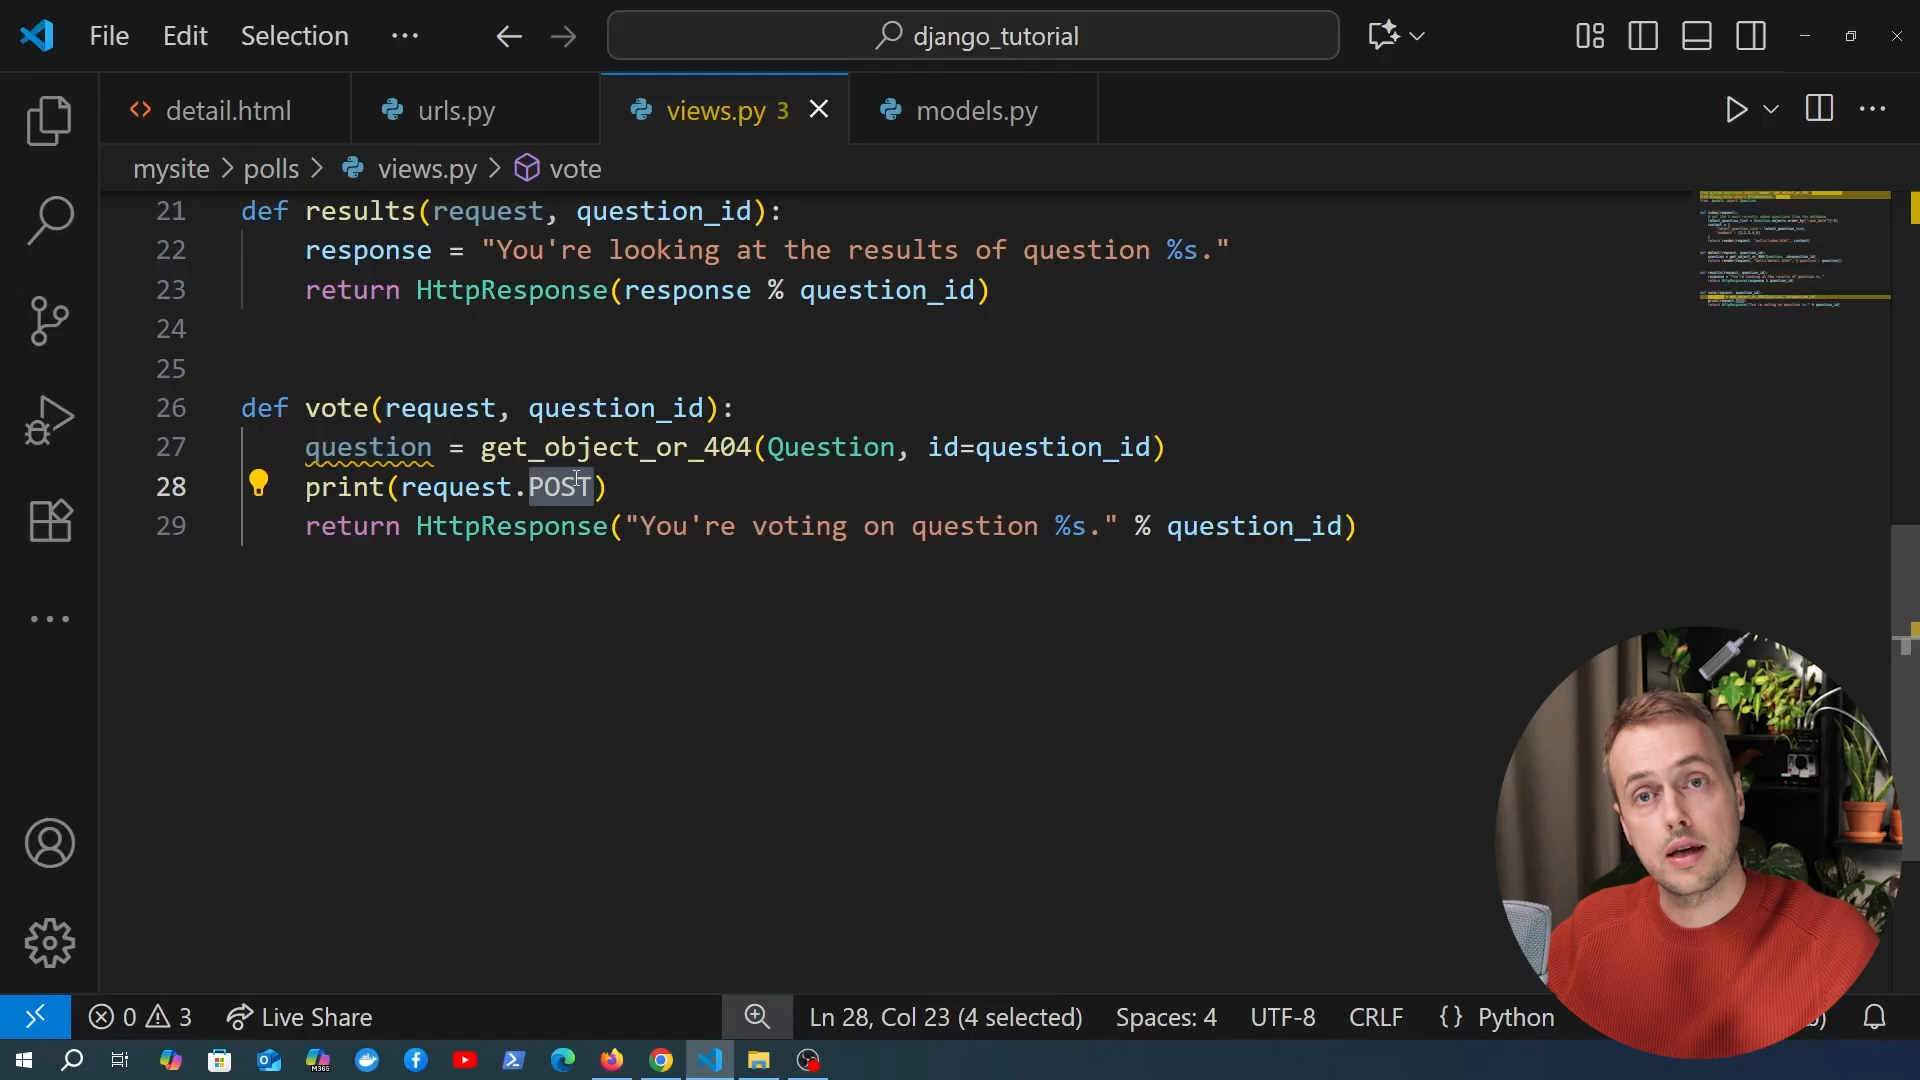 File Edit Selection ··· django_tutorial
detail.html urls.py views.py 3 models.py
mysite > polls > views.py > vote
21 def results(request, question_id):
22 response = "You're looking at the results of question %s."
23 return HttpResponse(response % question_id)
24
25
26 def vote(request, question_id):
27 question = get_object_or_404(Question, id=question_id)
28 print(request.POST)
29 return HttpResponse("You're voting on question %s." % question_id)
0 3 Live Share Ln 28, Col 23 (4 selected) Spaces: 4 UTF-8 CRLF {} Python